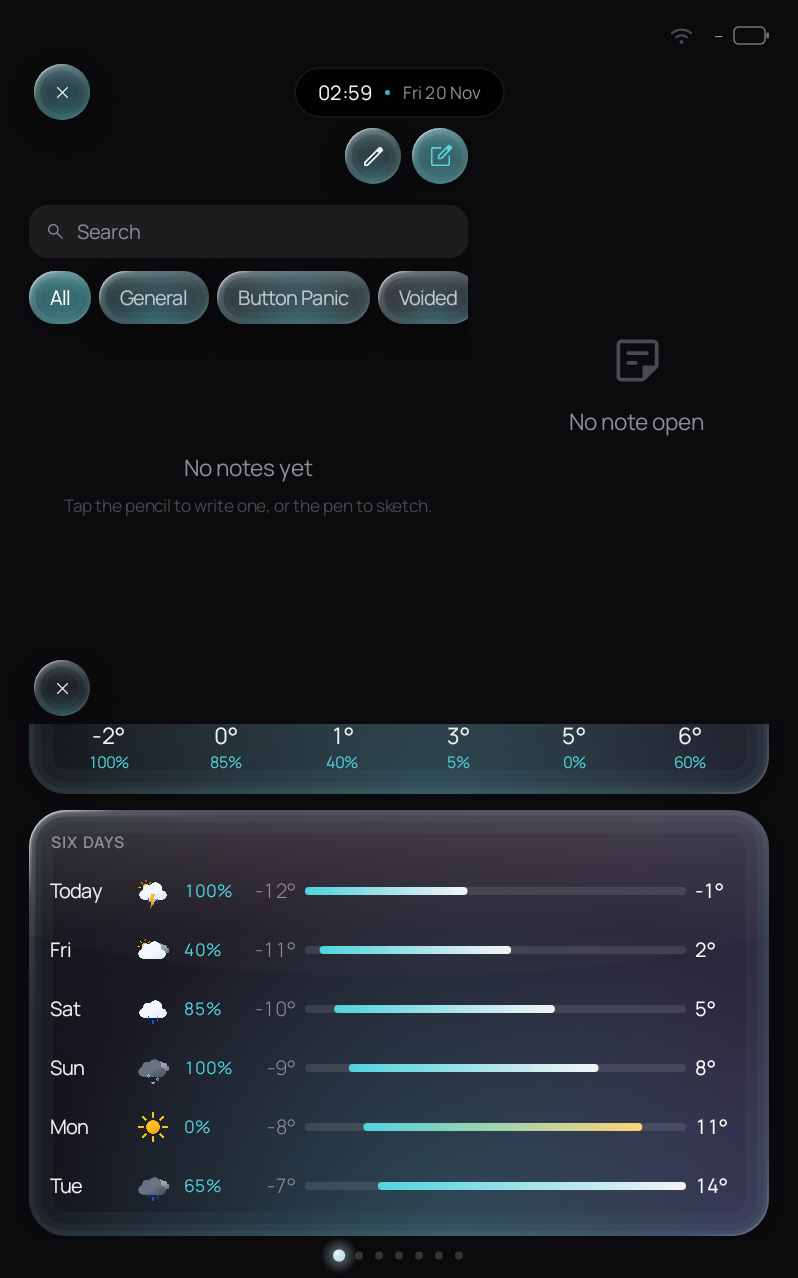 –
02:59 • Fri 20 Nov
Search
All General Button Panic Voided
No note open
No notes yet
Tap the pencil to write one, or the pen to sketch.
-2° 0° 1° 3° 5° 6°
100% 85% 40% 5% 0% 60%
SIX DAYS
Today 100% -12° -1°
Fri 40% -11° 2°
Sat 85% -10° 5°
Sun 100% -9° 8°
Mon 0% -8° 11°
Tue 65% -7° 14°